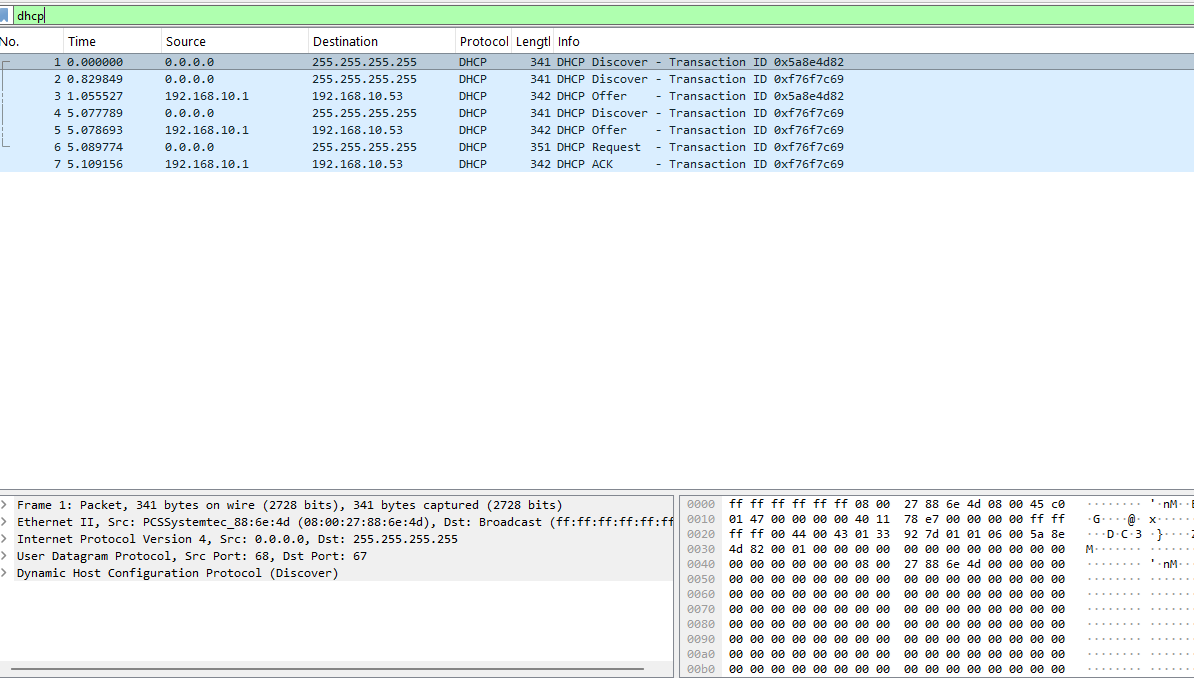 dhcp
No. Time Source Destination Protocol Lengtl Info
1 0.000000 0.0.0.0 255.255.255.255 DHCP 341 DHCP Discover - Transaction ID 0x5a8e4d82
2 0.829849 0.0.0.0 255.255.255.255 DHCP 341 DHCP Discover - Transaction ID 0xf76f7c69
3 1.055527 192.168.10.1 192.168.10.53 DHCP 342 DHCP Offer - Transaction ID 0x5a8e4d82
4 5.077789 0.0.0.0 255.255.255.255 DHCP 341 DHCP Discover - Transaction ID 0xf76f7c69
5 5.078693 192.168.10.1 192.168.10.53 DHCP 342 DHCP Offer - Transaction ID 0xf76f7c69
6 5.089774 0.0.0.0 255.255.255.255 DHCP 351 DHCP Request - Transaction ID 0xf76f7c69
7 5.109156 192.168.10.1 192.168.10.53 DHCP 342 DHCP ACK - Transaction ID 0xf76f7c69
Frame 1: Packet, 341 bytes on wire (2728 bits), 341 bytes captured (2728 bits)
Ethernet II, Src: PCSSystemtec_88:6e:4d (08:00:27:88:6e:4d), Dst: Broadcast (ff:ff:ff:ff:ff:ff
Internet Protocol Version 4, Src: 0.0.0.0, Dst: 255.255.255.255
User Datagram Protocol, Src Port: 68, Dst Port: 67
Dynamic Host Configuration Protocol (Discover)
0000 ff ff ff ff ff ff 08 00 27 88 6e 4d 08 00 45 c0 ········ '·nM··E
0010 01 47 00 00 00 00 40 11 78 e7 00 00 00 00 ff ff ·G····@· x·····
0020 ff ff 00 44 00 43 01 33 92 7d 01 01 06 00 5a 8e ···D·C·3 ·}····Z
0030 4d 82 00 01 00 00 00 00 00 00 00 00 00 00 00 00 M······· ······
0040 00 00 00 00 00 00 08 00 27 88 6e 4d 00 00 00 00 ········ '·nM···
0050 00 00 00 00 00 00 00 00 00 00 00 00 00 00 00 00 ········ ······
0060 00 00 00 00 00 00 00 00 00 00 00 00 00 00 00 00 ········ ······
0070 00 00 00 00 00 00 00 00 00 00 00 00 00 00 00 00 ········ ······
0080 00 00 00 00 00 00 00 00 00 00 00 00 00 00 00 00 ········ ······
0090 00 00 00 00 00 00 00 00 00 00 00 00 00 00 00 00 ········ ······
00a0 00 00 00 00 00 00 00 00 00 00 00 00 00 00 00 00 ········ ······
00b0 00 00 00 00 00 00 00 00 00 00 00 00 00 00 00 00 ········ ······